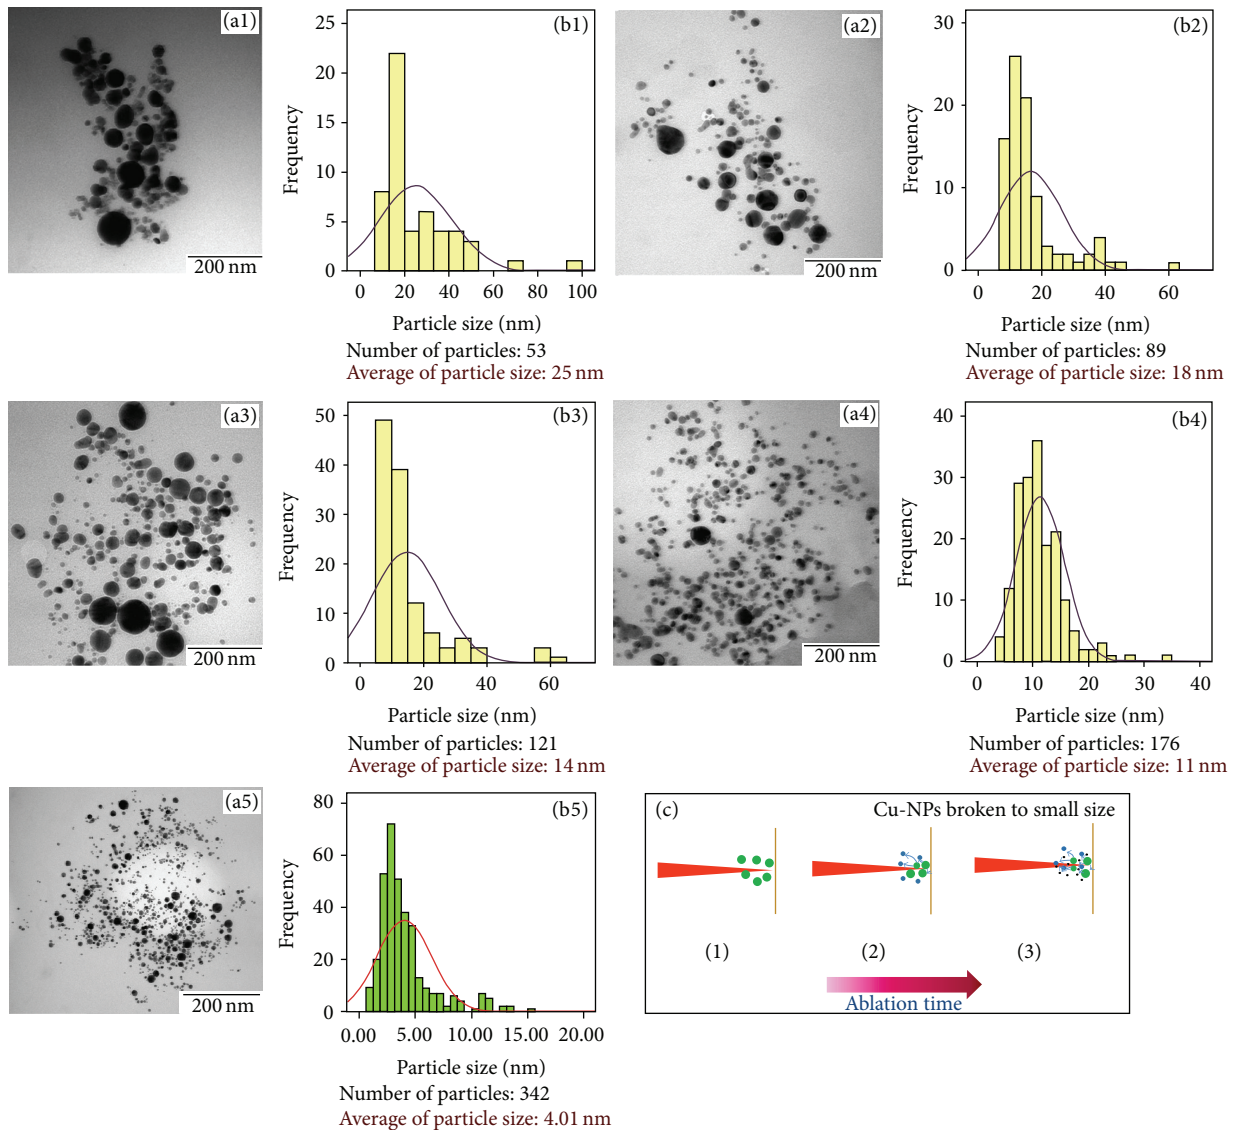 (a1)
200 nm
(b1)
25
20
15
10
5
0
Frequency
0 20 40 60 80 100
Particle size (nm)
Number of particles: 53
Average of particle size: 25 nm
(a2)
200 nm
(b2)
30
20
10
0
Frequency
0 20 40 60
Particle size (nm)
Number of particles: 89
Average of particle size: 18 nm
(a3)
200 nm
(b3)
50
40
30
20
10
0
Frequency
0 20 40 60
Particle size (nm)
Number of particles: 121
Average of particle size: 14 nm
(a4)
200 nm
(b4)
40
30
20
10
0
Frequency
0 10 20 30 40
Particle size (nm)
Number of particles: 176
Average of particle size: 11 nm
(a5)
200 nm
(b5)
80
60
40
20
0
Frequency
0.00 5.00 10.00 15.00 20.00
Particle size (nm)
Number of particles: 342
Average of particle size: 4.01 nm
(c)
Cu-NPs broken to small size
(1) (2) (3)
Ablation time